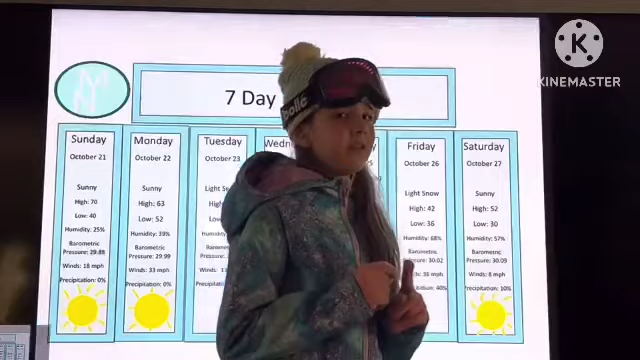 KINEMASTER
7 Day
Sunday
October 21
Sunny
High: 70
Low: 40
Humidity: 25%
Barometric
Pressure: 29.88
Winds: 18 mph
Precipitation: 0%
Monday
October 22
Sunny
High: 63
Low: 52
Humidity: 39%
Barometric
Pressure: 29.99
Winds: 33 mph
Precipitation: 0%
Tuesday
October 23
Friday
October 26
Light Snow
High: 42
Low: 36
Humidity: 68%
Barometric
30.02
mph
40%
Saturday
October 27
Sunny
High: 52
Low: 30
Humidity: 57%
Barometric
Pressure: 30.09
Winds: 8 mph
Precipitation: 10%